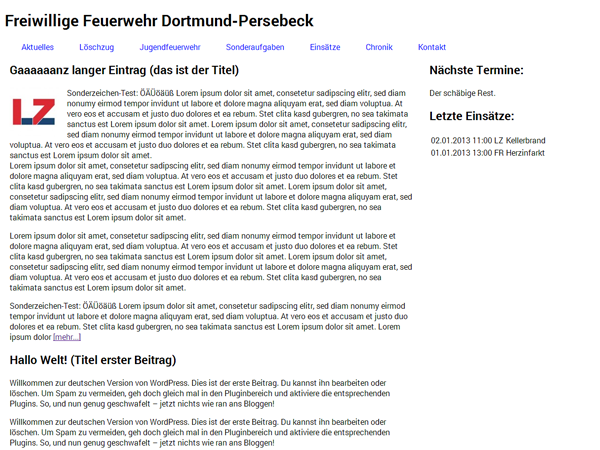 Freiwillige Feuerwehr Dortmund-Persebeck
Aktuelles Löschzug Jugendfeuerwehr Sonderaufgaben Einsätze Chronik Kontakt
Gaaaaaanz langer Eintrag (das ist der Titel)
LZ
Sonderzeichen-Test: ÖÄÜöäüß Lorem ipsum dolor sit amet, consetetur sadipscing elitr, sed diam
nonumy eirmod tempor invidunt ut labore et dolore magna aliquyam erat, sed diam voluptua. At
vero eos et accusam et justo duo dolores et ea rebum. Stet clita kasd gubergren, no sea takimata
sanctus est Lorem ipsum dolor sit amet. Lorem ipsum dolor sit amet, consetetur sadipscing elitr,
sed diam nonumy eirmod tempor invidunt ut labore et dolore magna aliquyam erat, sed diam
voluptua. At vero eos et accusam et justo duo dolores et ea rebum. Stet clita kasd gubergren, no sea takimata
sanctus est Lorem ipsum dolor sit amet.
Lorem ipsum dolor sit amet, consetetur sadipscing elitr, sed diam nonumy eirmod tempor invidunt ut labore et
dolore magna aliquyam erat, sed diam voluptua. At vero eos et accusam et justo duo dolores et ea rebum. Stet
clita kasd gubergren, no sea takimata sanctus est Lorem ipsum dolor sit amet. Lorem ipsum dolor sit amet,
consetetur sadipscing elitr, sed diam nonumy eirmod tempor invidunt ut labore et dolore magna aliquyam erat, sed
diam voluptua. At vero eos et accusam et justo duo dolores et ea rebum. Stet clita kasd gubergren, no sea
takimata sanctus est Lorem ipsum dolor sit amet.
Lorem ipsum dolor sit amet, consetetur sadipscing elitr, sed diam nonumy eirmod tempor invidunt ut labore et
dolore magna aliquyam erat, sed diam voluptua. At vero eos et accusam et justo duo dolores et ea rebum. Stet
clita kasd gubergren, no sea takimata sanctus est Lorem ipsum dolor sit amet. Lorem ipsum dolor sit amet,
consetetur sadipscing elitr, sed diam nonumy eirmod tempor invidunt ut labore et dolore magna aliquyam erat, sed
diam voluptua. At vero eos et accusam et justo duo dolores et ea rebum. Stet clita kasd gubergren, no sea
takimata sanctus est Lorem ipsum dolor sit amet.
Sonderzeichen-Test: ÖÄÜöäüß Lorem ipsum dolor sit amet, consetetur sadipscing elitr, sed diam nonumy eirmod
tempor invidunt ut labore et dolore magna aliquyam erat, sed diam voluptua. At vero eos et accusam et justo duo
dolores et ea rebum. Stet clita kasd gubergren, no sea takimata sanctus est Lorem ipsum dolor sit amet. Lorem
ipsum dolor [mehr...]
Hallo Welt! (Titel erster Beitrag)
Willkommen zur deutschen Version von WordPress. Dies ist der erste Beitrag. Du kannst ihn bearbeiten oder
löschen. Um Spam zu vermeiden, geh doch gleich mal in den Pluginbereich und aktiviere die entsprechenden
Plugins. So, und nun genug geschwafelt – jetzt nichts wie ran ans Bloggen!
Willkommen zur deutschen Version von WordPress. Dies ist der erste Beitrag. Du kannst ihn bearbeiten oder
löschen. Um Spam zu vermeiden, geh doch gleich mal in den Pluginbereich und aktiviere die entsprechenden
Plugins. So, und nun genug geschwafelt – jetzt nichts wie ran ans Bloggen!
Nächste Termine:
Der schäbige Rest.
Letzte Einsätze:
02.01.2013 11:00 LZ Kellerbrand
01.01.2013 13:00 FR Herzinfarkt